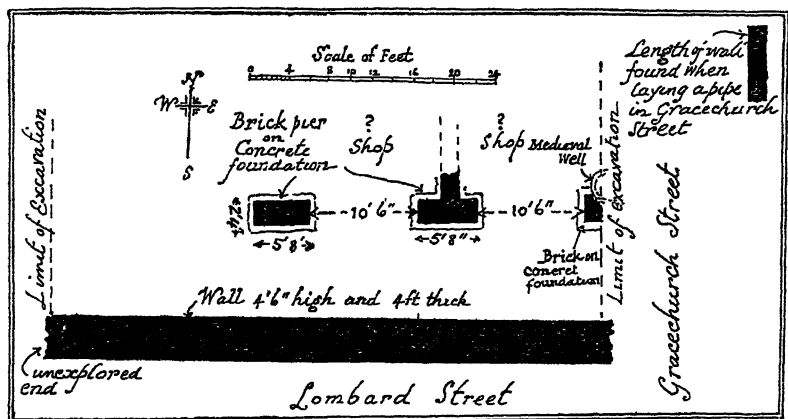 Scale of Feet
0 4 8 10 12 16 20 24
N
W E
S
Length of wall
found when
laying a pipe
in Gracechurch
Street
Limit of Excavation
Brick pier
on
Concrete
foundation
?
Shop
?
Shop
Medieval
Well
Limit of excavation
Gracechurch Street
10' 6"
10' 6"
5' 8"
5' 8"
Brick on
concret
foundation
Wall 4'6" high and 4ft thick
unexplored
end
Lombard Street